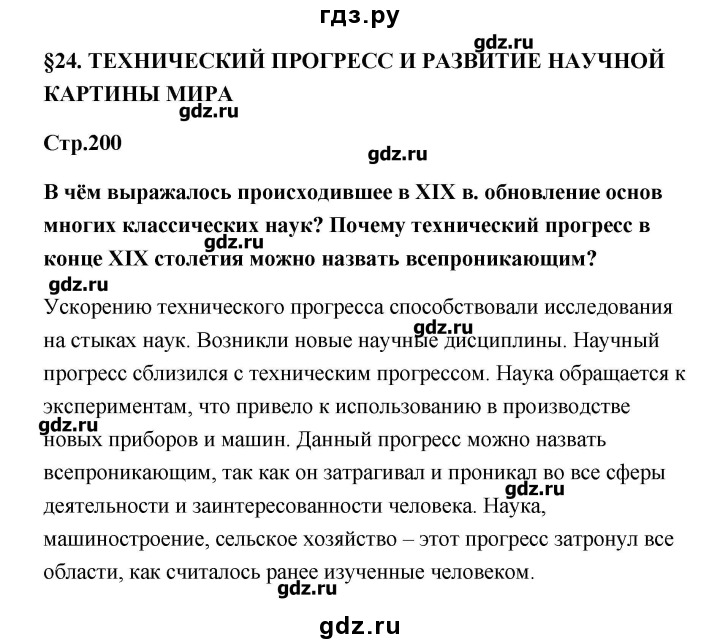 гдз.ру
gdz.ru
§24. ТЕХНИЧЕСКИЙ ПРОГРЕСС И РАЗВИТИЕ НАУЧНОЙ
КАРТИНЫ МИРА
gdz.ru
Стр.200
gdz.ru
В чём выражалось происходившее в XIX в. обновление основ
многих классических наук? Почему технический прогресс в
gdz.ru
конце XIX столетия можно назвать всепроникающим?
gdz.ru
Ускорению технического прогресса способствовали исследования
gdz.ru
на стыках наук. Возникли новые научные дисциплины. Научный
прогресс сблизился с техническим прогрессом. Наука обращается к
экспериментам, что привело к использованию в производстве
gdz.ru
новых приборов и машин. Данный прогресс можно назвать
всепроникающим, так как он затрагивал и проникал во все сферы
gdz.ru
деятельности и заинтересованности человека. Наука,
машиностроение, сельское хозяйство – этот прогресс затронул все
области, как считалось ранее изученные человеком.
gdz.ru
gdz.ru